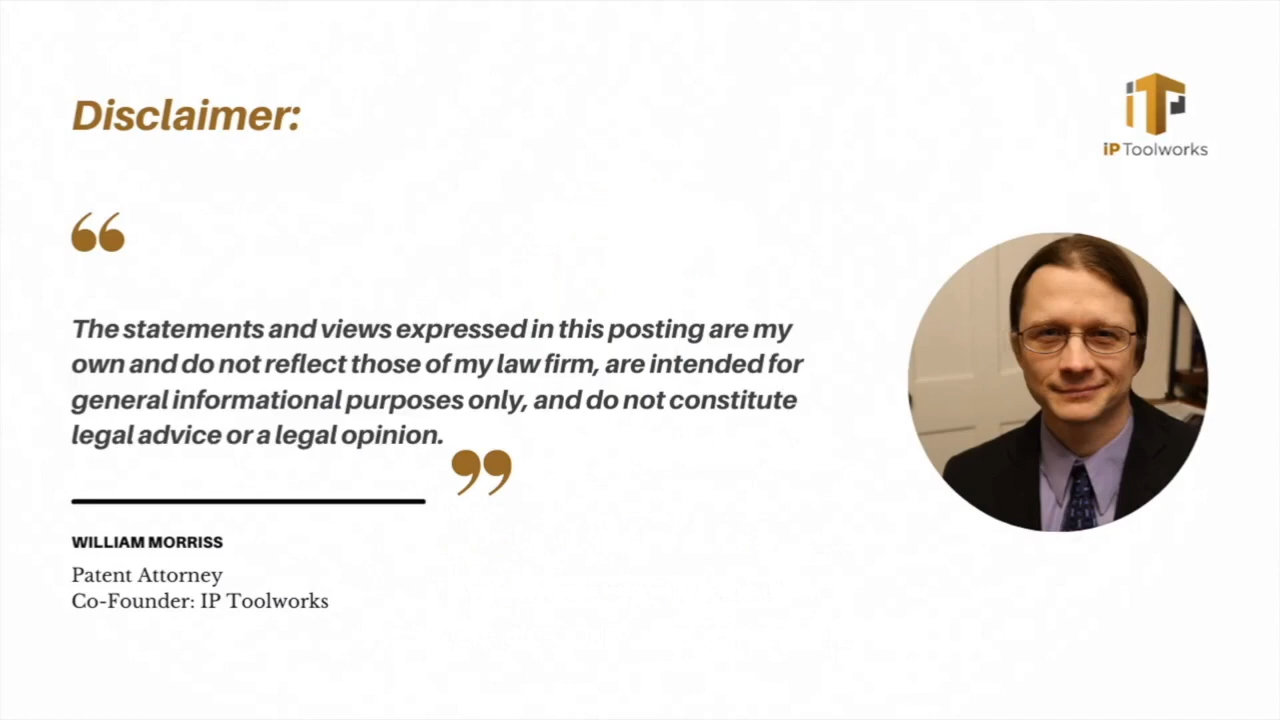 Disclaimer:
iP Toolworks
“
The statements and views expressed in this posting are my
own and do not reflect those of my law firm, are intended for
general informational purposes only, and do not constitute
legal advice or a legal opinion.
”
WILLIAM MORRISS
Patent Attorney
Co-Founder: IP Toolworks